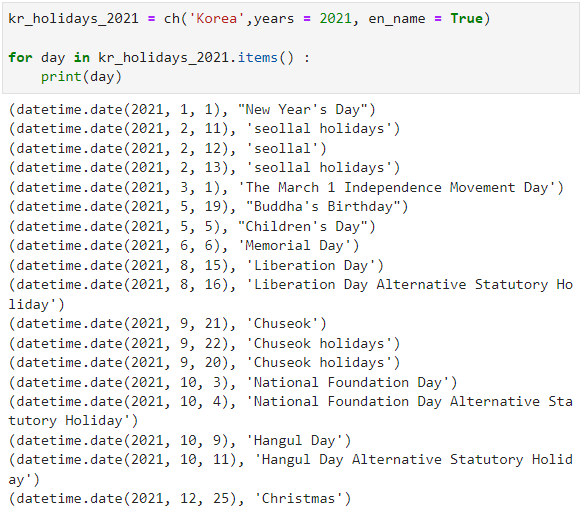 kr_holidays_2021 = ch('Korea',years = 2021, en_name = True)
for day in kr_holidays_2021.items() :
    print(day)
(datetime.date(2021, 1, 1), "New Year's Day")
(datetime.date(2021, 2, 11), 'seollal holidays')
(datetime.date(2021, 2, 12), 'seollal')
(datetime.date(2021, 2, 13), 'seollal holidays')
(datetime.date(2021, 3, 1), 'The March 1 Independence Movement Day')
(datetime.date(2021, 5, 19), "Buddha's Birthday")
(datetime.date(2021, 5, 5), "Children's Day")
(datetime.date(2021, 6, 6), 'Memorial Day')
(datetime.date(2021, 8, 15), 'Liberation Day')
(datetime.date(2021, 8, 16), 'Liberation Day Alternative Statutory Ho
liday')
(datetime.date(2021, 9, 21), 'Chuseok')
(datetime.date(2021, 9, 22), 'Chuseok holidays')
(datetime.date(2021, 9, 20), 'Chuseok holidays')
(datetime.date(2021, 10, 3), 'National Foundation Day')
(datetime.date(2021, 10, 4), 'National Foundation Day Alternative Sta
tutory Holiday')
(datetime.date(2021, 10, 9), 'Hangul Day')
(datetime.date(2021, 10, 11), 'Hangul Day Alternative Statutory Holid
ay')
(datetime.date(2021, 12, 25), 'Christmas')